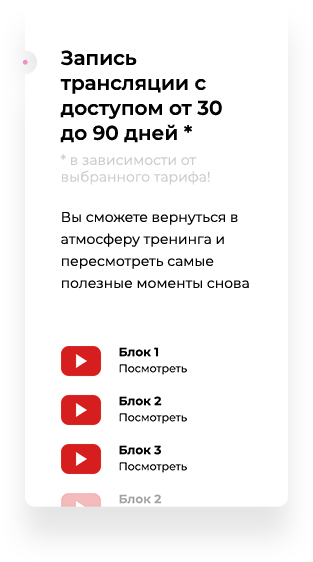 Запись
трансляции с
доступом от 30
до 90 дней *
* в зависимости от
выбранного тарифа!
Вы сможете вернуться в
атмосферу тренинга и
пересмотреть самые
полезные моменты снова
Блок 1
Посмотреть
Блок 2
Посмотреть
Блок 3
Посмотреть
Блок 2